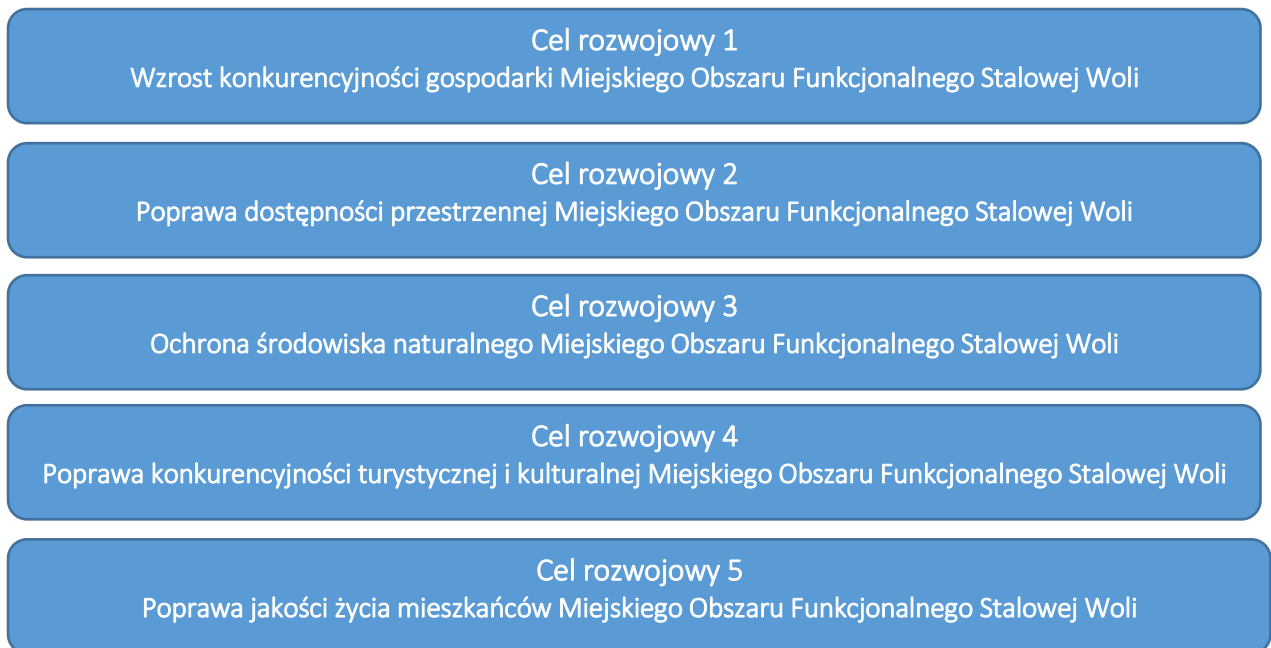 Cel rozwojowy 1
Wzrost konkurencyjności gospodarki Miejskiego Obszaru Funkcjonalnego Stalowej Woli
Cel rozwojowy 2
Poprawa dostępności przestrzennej Miejskiego Obszaru Funkcjonalnego Stalowej Woli
Cel rozwojowy 3
Ochrona środowiska naturalnego Miejskiego Obszaru Funkcjonalnego Stalowej Woli
Cel rozwojowy 4
Poprawa konkurencyjności turystycznej i kulturalnej Miejskiego Obszaru Funkcjonalnego Stalowej Woli
Cel rozwojowy 5
Poprawa jakości życia mieszkańców Miejskiego Obszaru Funkcjonalnego Stalowej Woli